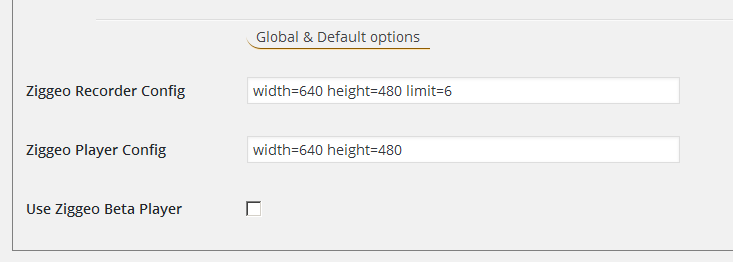 Global & Default options
Ziggeo Recorder Config
width=640 height=480 limit=6
Ziggeo Player Config
width=640 height=480
Use Ziggeo Beta Player